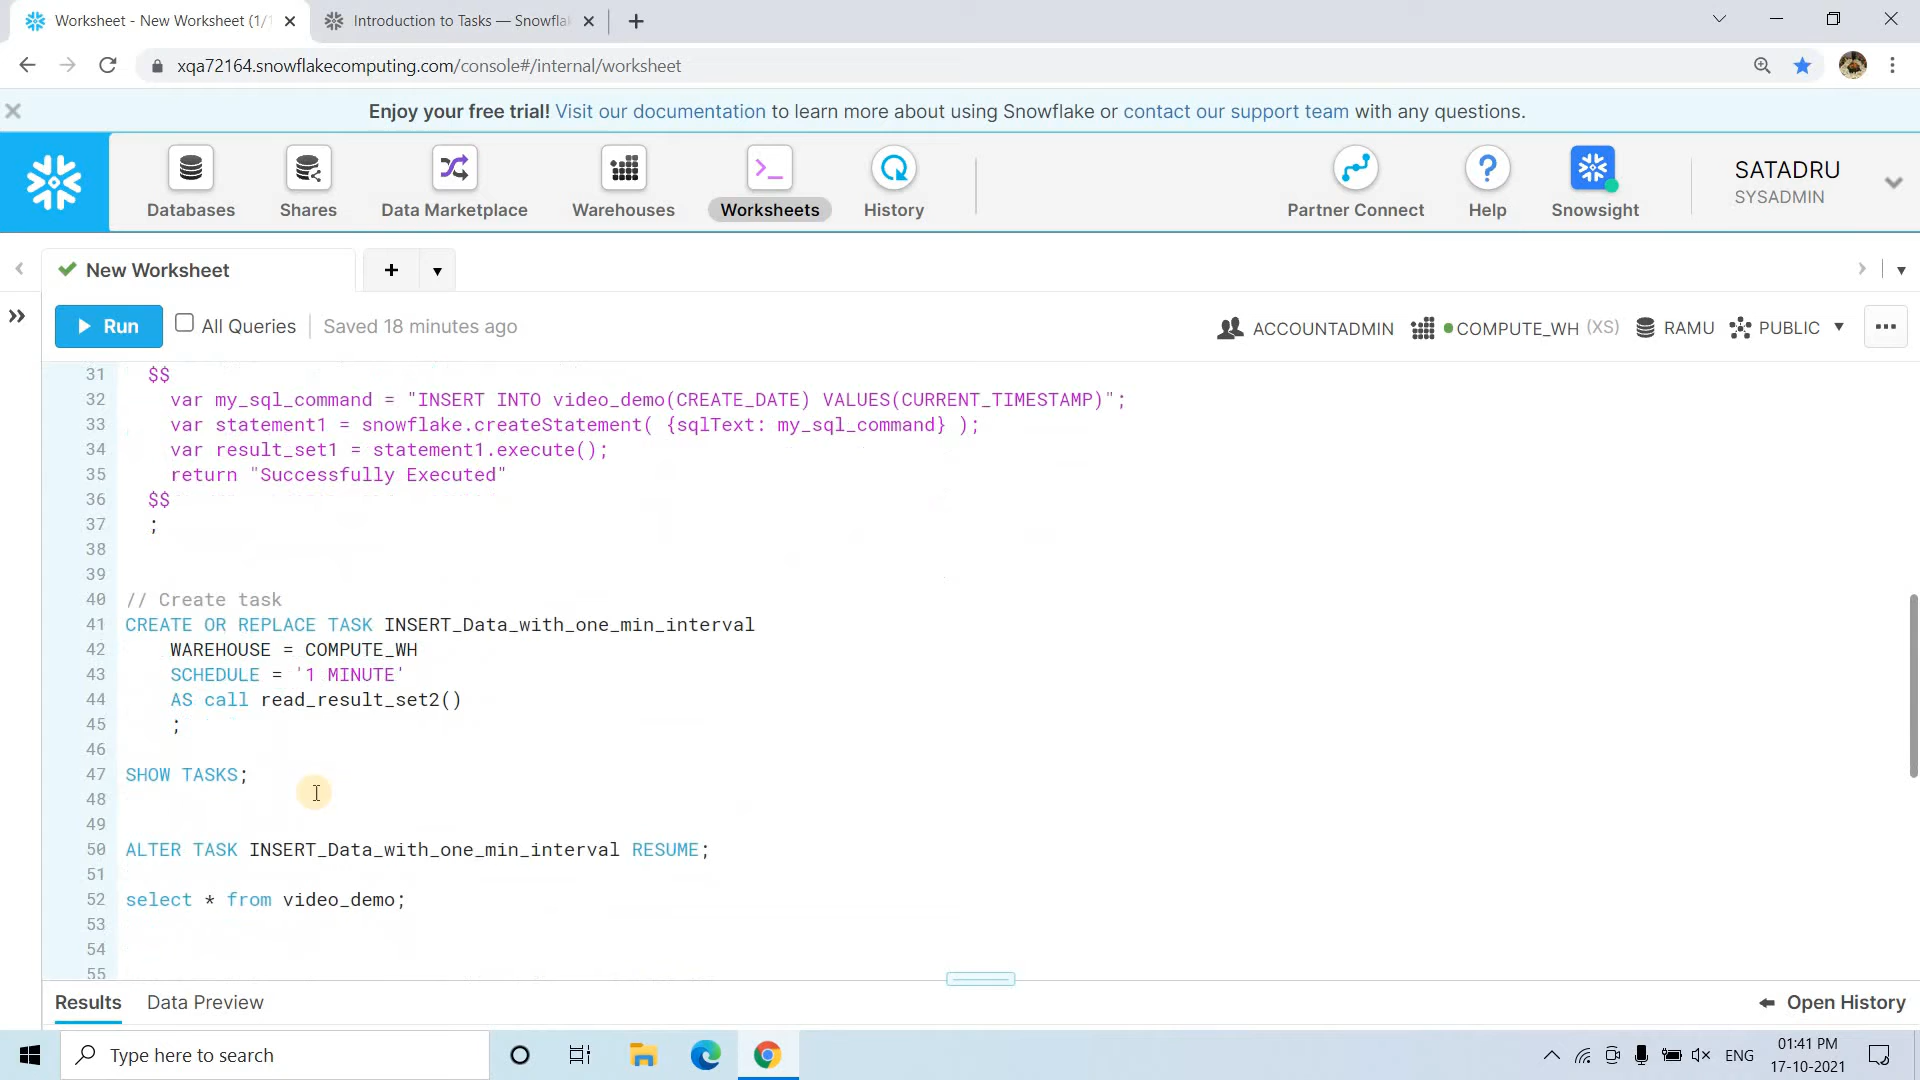 Worksheet - New Worksheet (1/1
Introduction to Tasks — Snowfla
xqa72164.snowflakecomputing.com/console#/internal/worksheet
Enjoy your free trial! Visit our documentation to learn more about using Snowflake or contact our support team with any questions.
Databases
Shares
Data Marketplace
Warehouses
Worksheets
History
Partner Connect
Help
Snowsight
SATADRU
SYSADMIN
New Worksheet
Run
All Queries
Saved 18 minutes ago
ACCOUNTADMIN
COMPUTE_WH (XS)
RAMU
PUBLIC
31 $$
32 var my_sql_command = "INSERT INTO video_demo(CREATE_DATE) VALUES(CURRENT_TIMESTAMP)";
33 var statement1 = snowflake.createStatement( {sqlText: my_sql_command} );
34 var result_set1 = statement1.execute();
35 return "Successfully Executed"
36 $$
37 ;
38
39
40 // Create task
41 CREATE OR REPLACE TASK INSERT_Data_with_one_min_interval
42 WAREHOUSE = COMPUTE_WH
43 SCHEDULE = '1 MINUTE'
44 AS call read_result_set2()
45 ;
46
47 SHOW TASKS;
48
49
50 ALTER TASK INSERT_Data_with_one_min_interval RESUME;
51
52 select * from video_demo;
53
54
55
Results
Data Preview
Open History
Type here to search
ENG
01:41 PM
17-10-2021